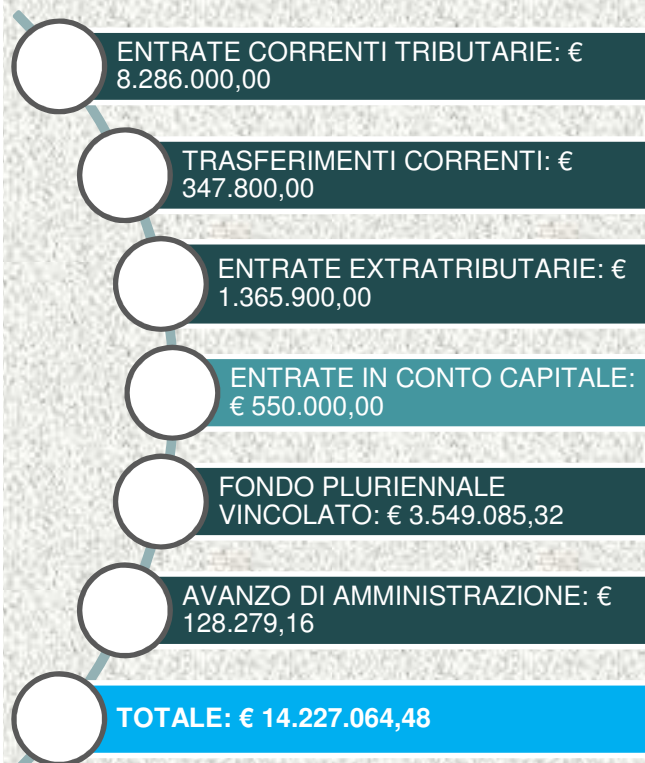 ENTRATE CORRENTI TRIBUTARIE: €
8.286.000,00
TRASFERIMENTI CORRENTI: €
347.800,00
ENTRATE EXTRATRIBUTARIE: €
1.365.900,00
ENTRATE IN CONTO CAPITALE:
€ 550.000,00
FONDO PLURIENNALE
VINCOLATO: € 3.549.085,32
AVANZO DI AMMINISTRAZIONE: €
128.279,16
TOTALE: € 14.227.064,48